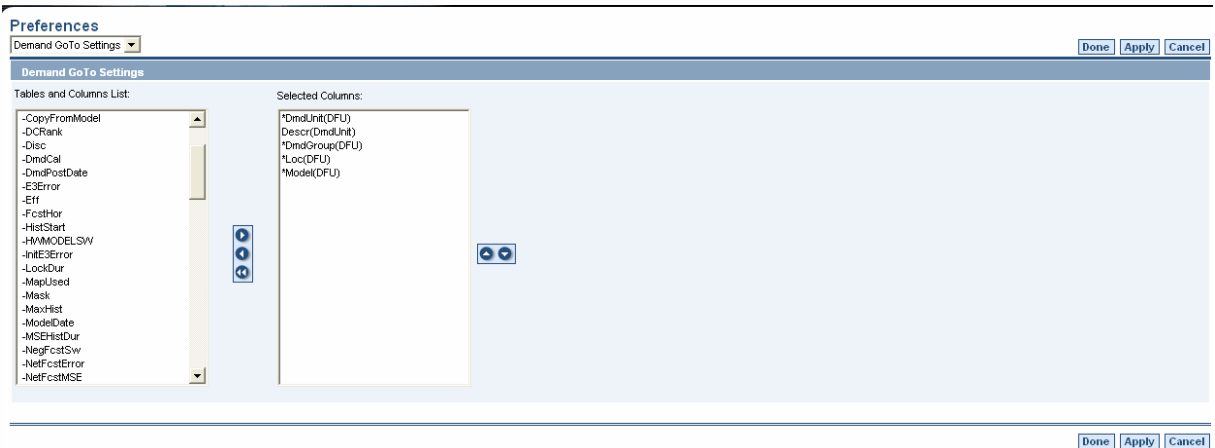 Preferences
Demand GoTo Settings
Done Apply Cancel
Demand GoTo Settings
Tables and Columns List:
-CopyFromModel
-DCRank
-Disc
-DmdCal
-DmdPostDate
-E3Error
-Eff
-FcstHor
-HistStart
-HWMODELSW
-InitE3Error
-LockDur
-MapUsed
-Mask
-MaxHist
-ModelDate
-MSEHistDur
-NegFcstSw
-NetFcstError
-NetFcstMSE
Selected Columns:
*DmdUnit(DFU)
Descr(DmdUnit)
*DmdGroup(DFU)
*Loc(DFU)
*Model(DFU)
Done Apply Cancel